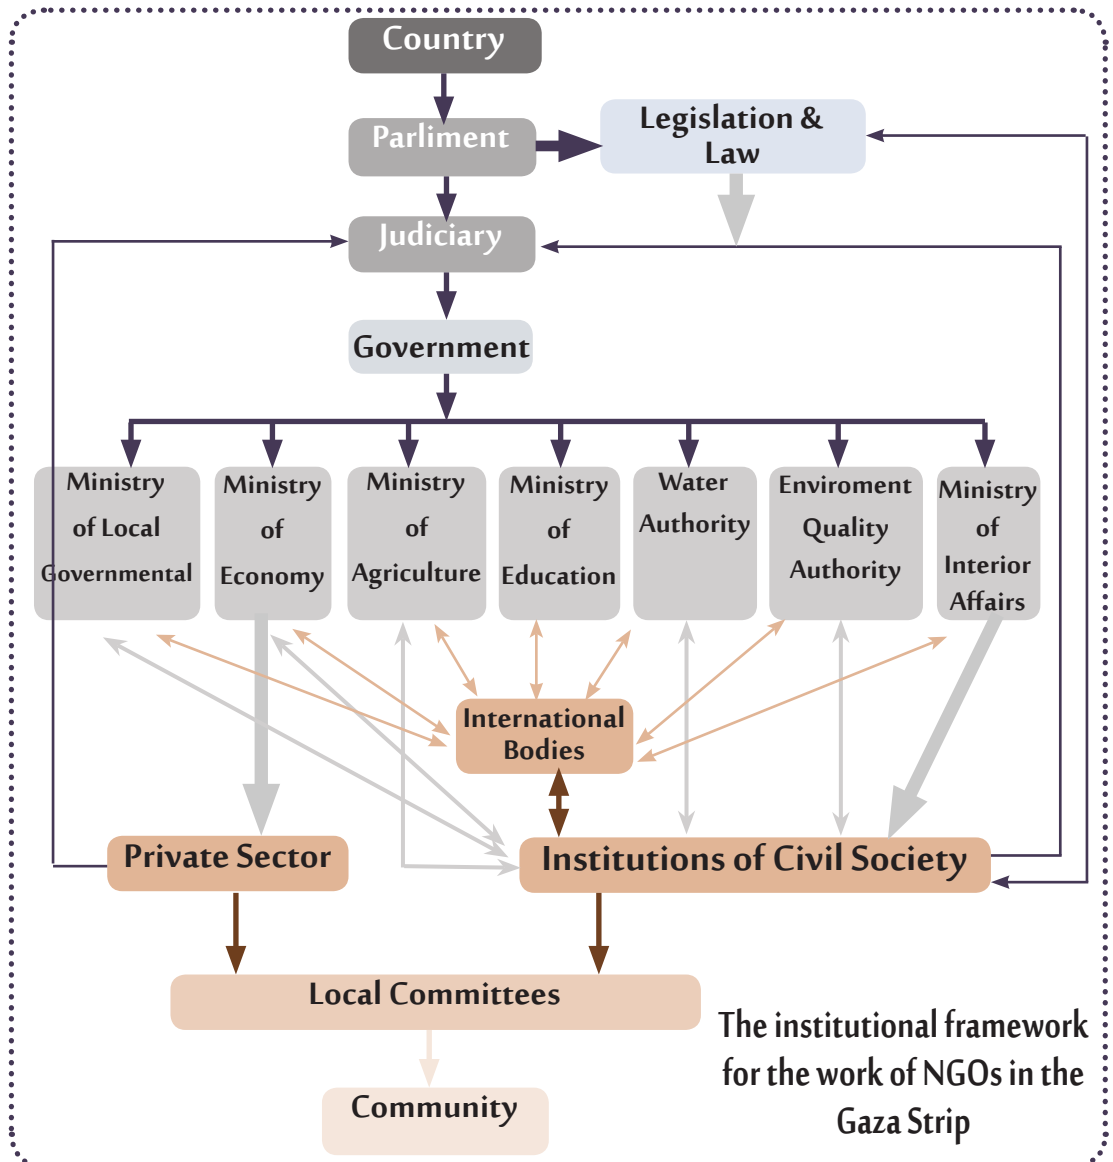 Country
Parliment
Legislation &
Law
Judiciary
Government
Ministry
of Local
Governmental
Ministry
of
Economy
Ministry
of
Agriculture
Ministry
of
Education
Water
Authority
Enviroment
Quality
Authority
Ministry
of
Interior
Affairs
International
Bodies
Private Sector
Institutions of Civil Society
Local Committees
The institutional framework
for the work of NGOs in the
Gaza Strip
Community